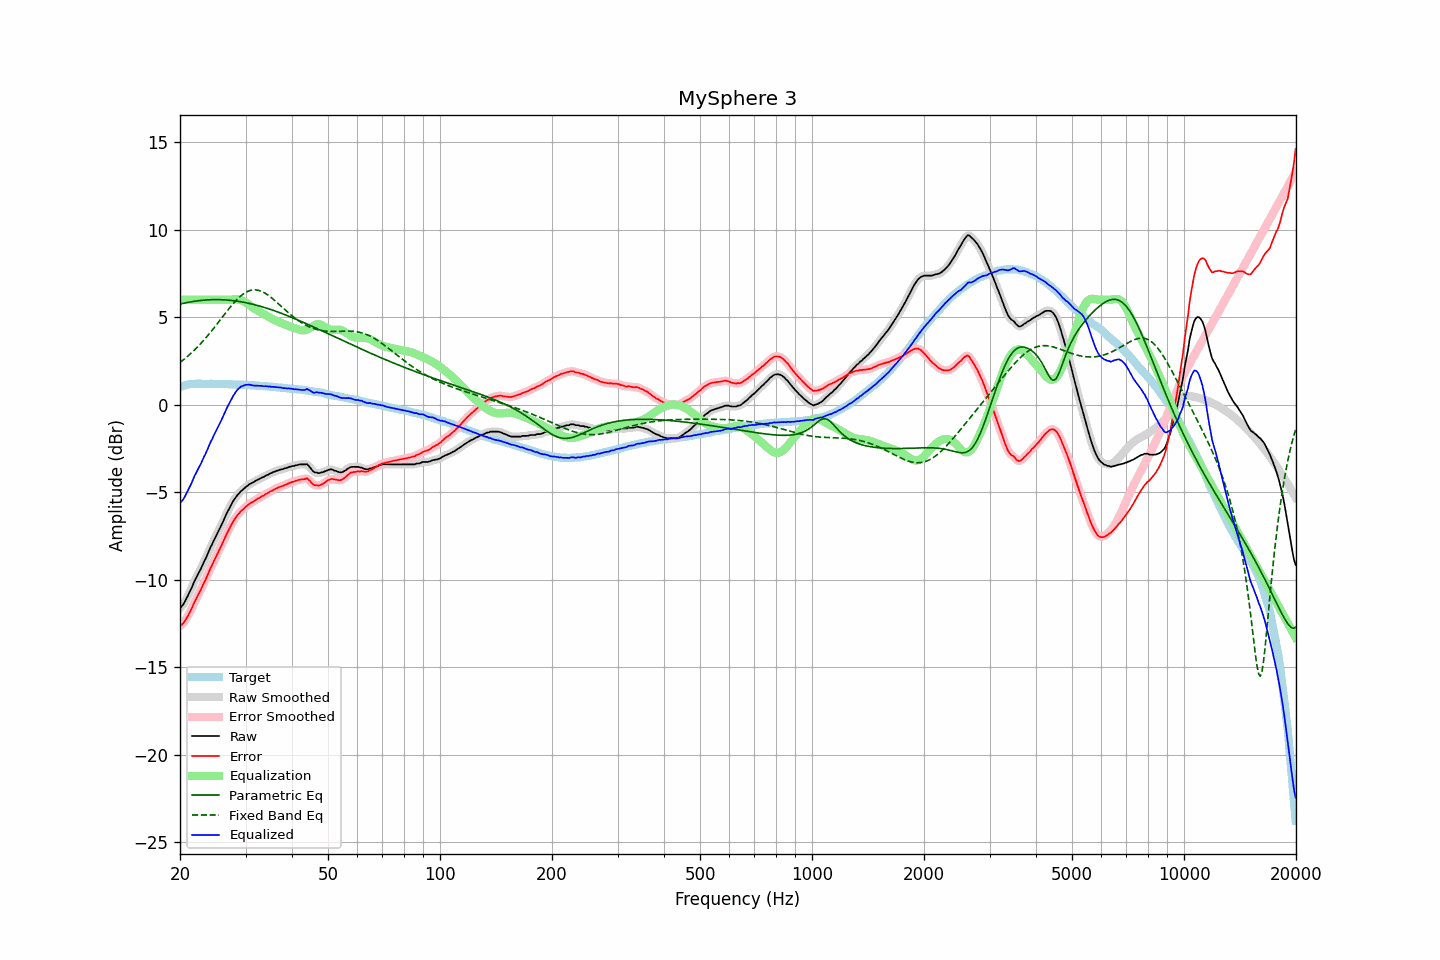 MySphere 3
Amplitude (dBr)
15
10
5
0
−5
−10
−15
−20
−25
Target
Raw Smoothed
Error Smoothed
Raw
Error
Equalization
Parametric Eq
Fixed Band Eq
Equalized
20 50 100 200 500 1000 2000 5000 10000 20000
Frequency (Hz)